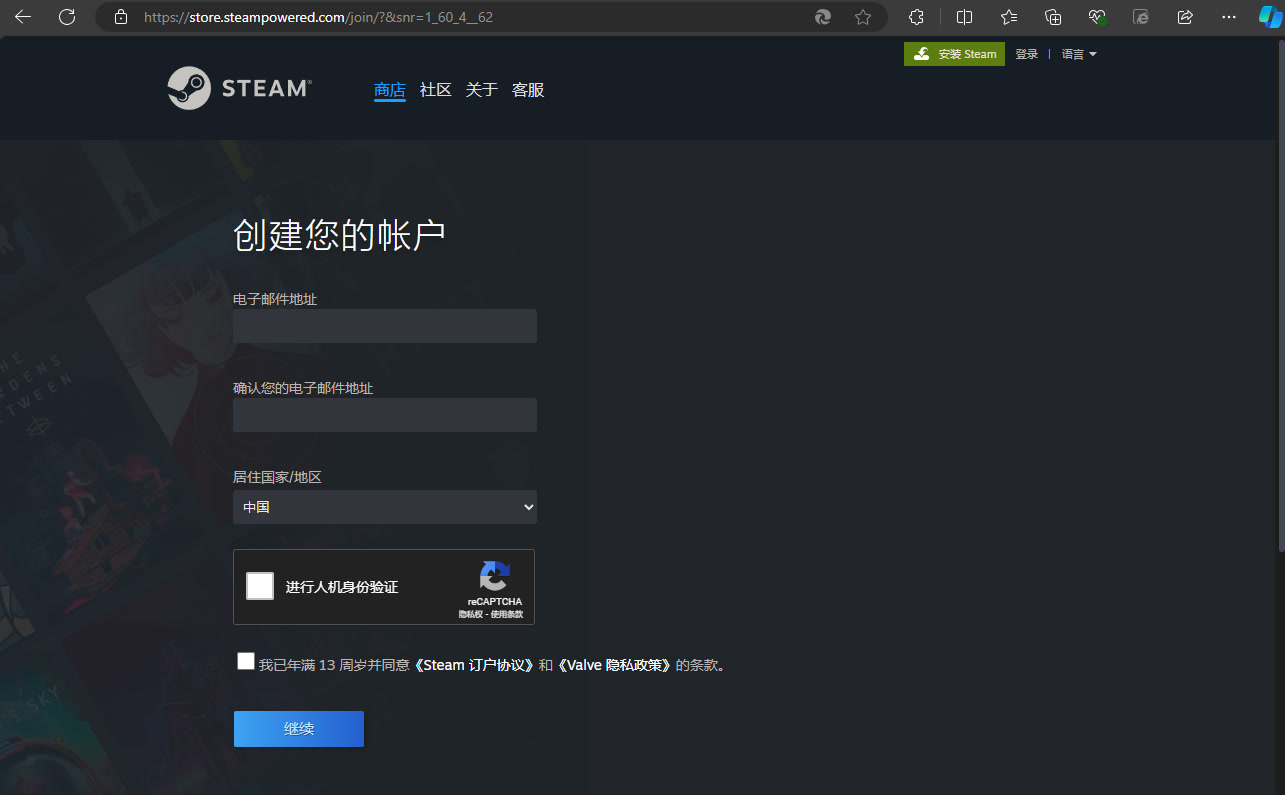 https://store.steampowered.com/join/?&snr=1_60_4__62
安装 Steam 登录 | 语言
STEAM®
商店 社区 关于 客服
创建您的帐户
电子邮件地址
确认您的电子邮件地址
居住国家/地区
中国
进行人机身份验证
reCAPTCHA
隐私权 - 使用条款
我已年满 13 周岁并同意《Steam 订户协议》和《Valve 隐私政策》的条款。
继续
THE
GARDENS
BETWEEN
'S SKY